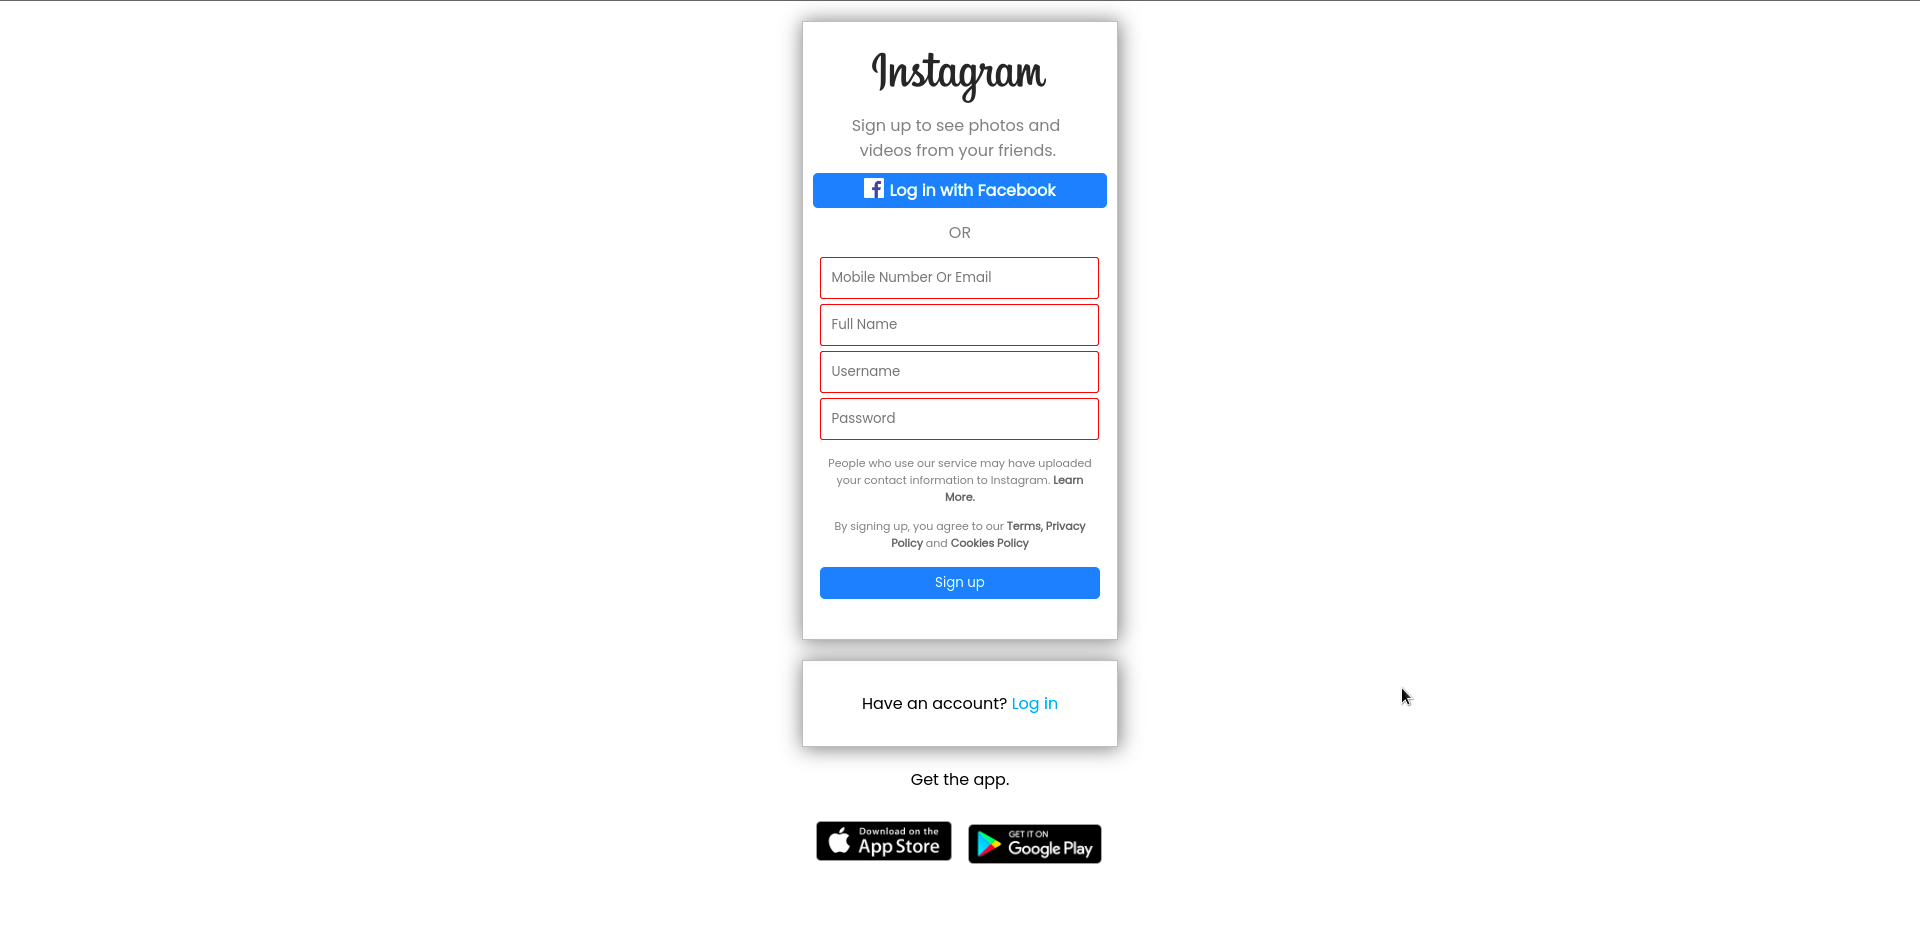 Instagram
Sign up to see photos and
videos from your friends.
Log in with Facebook
OR
Mobile Number Or Email
Full Name
Username
Password
People who use our service may have uploaded
your contact information to Instagram. Learn
More.
By signing up, you agree to our Terms, Privacy
Policy and Cookies Policy
Sign up
Have an account? Log in
Get the app.
Download on the
App Store
GET IT ON
Google Play